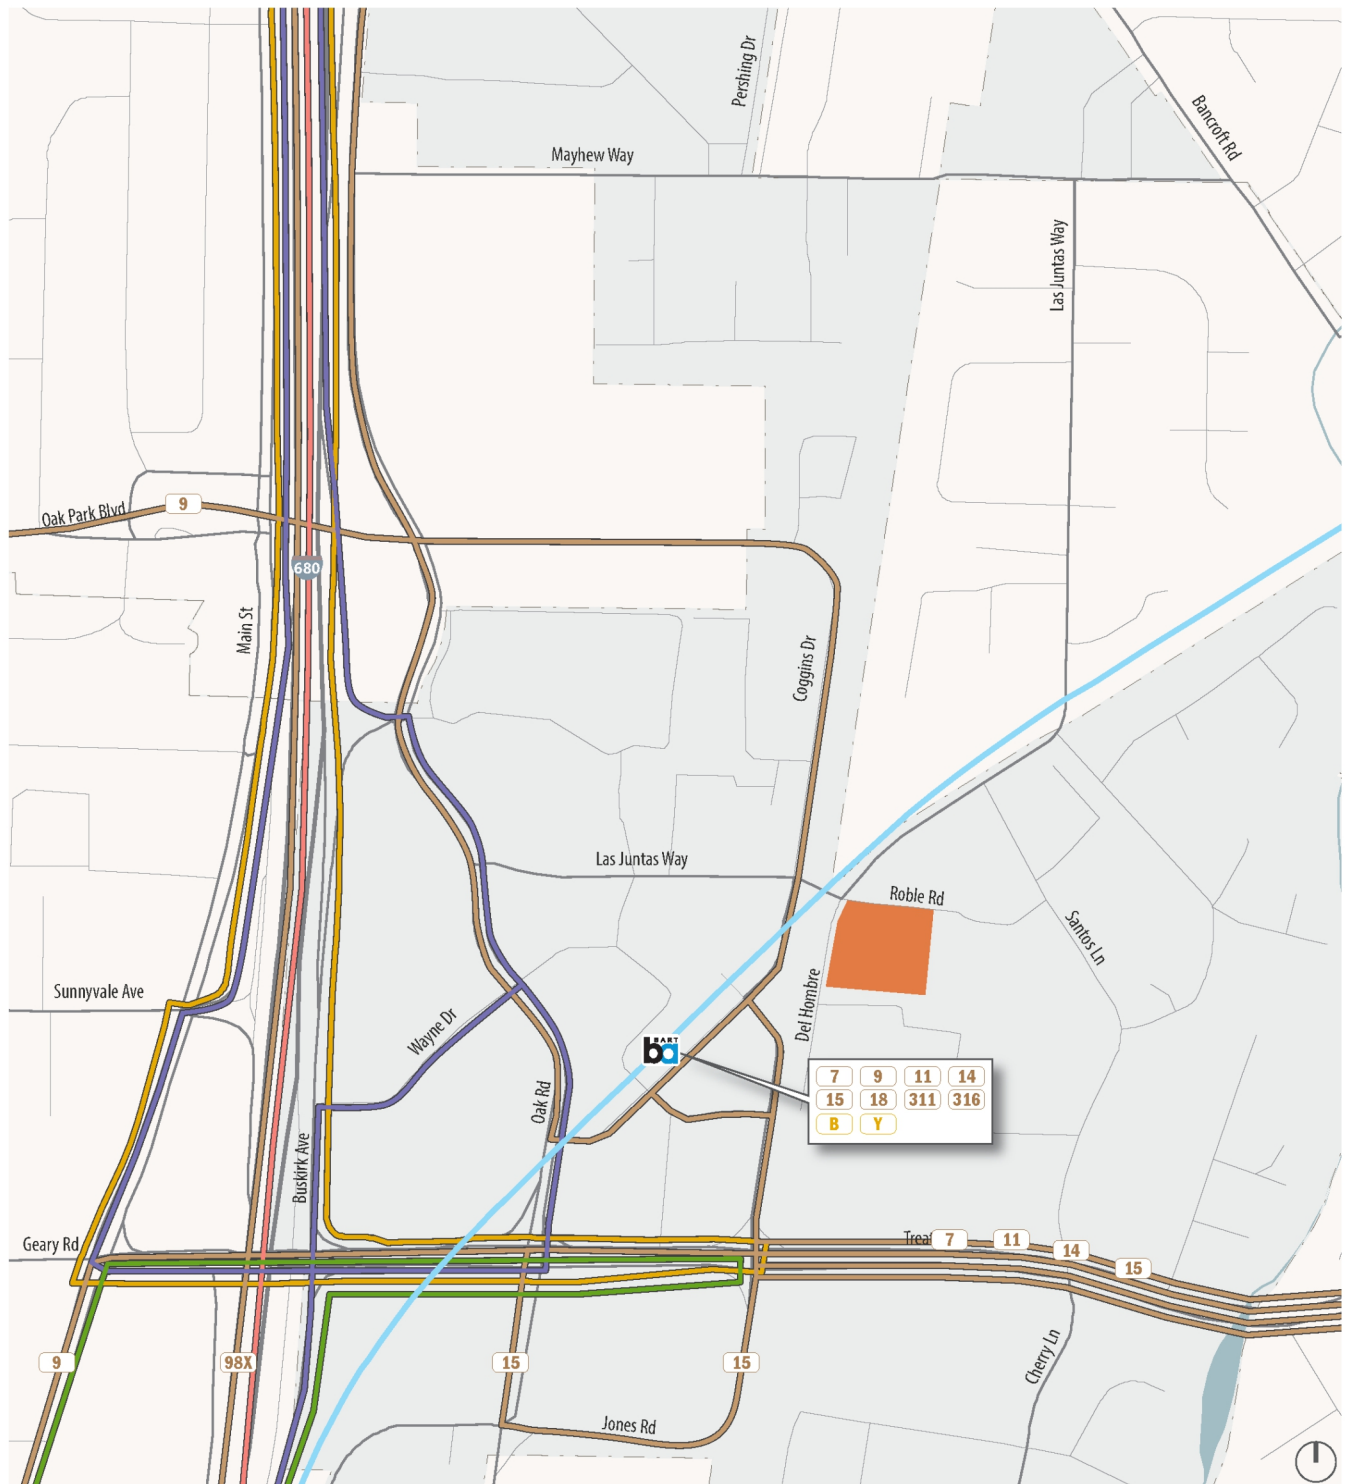 Pershing Dr
Bancroft Rd
Mayhew Way
Las Juntas Way
Oak Park Blvd
9
680
Main St
Coggins Dr
Las Juntas Way
Roble Rd
Santos Ln
Sunnyvale Ave
Del Hombre
Wayne Dr
BART
ba
7 9 11 14
15 18 311 316
B Y
Oak Rd
Buskirk Ave
Geary Rd
7
11
14
15
Cherry Ln
9
98X
15
15
Jones Rd